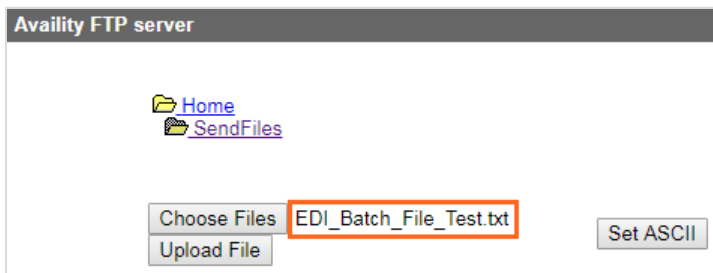 Availity FTP server
Home
SendFiles
Choose Files EDI_Batch_File_Test.txt
Set ASCII
Upload File